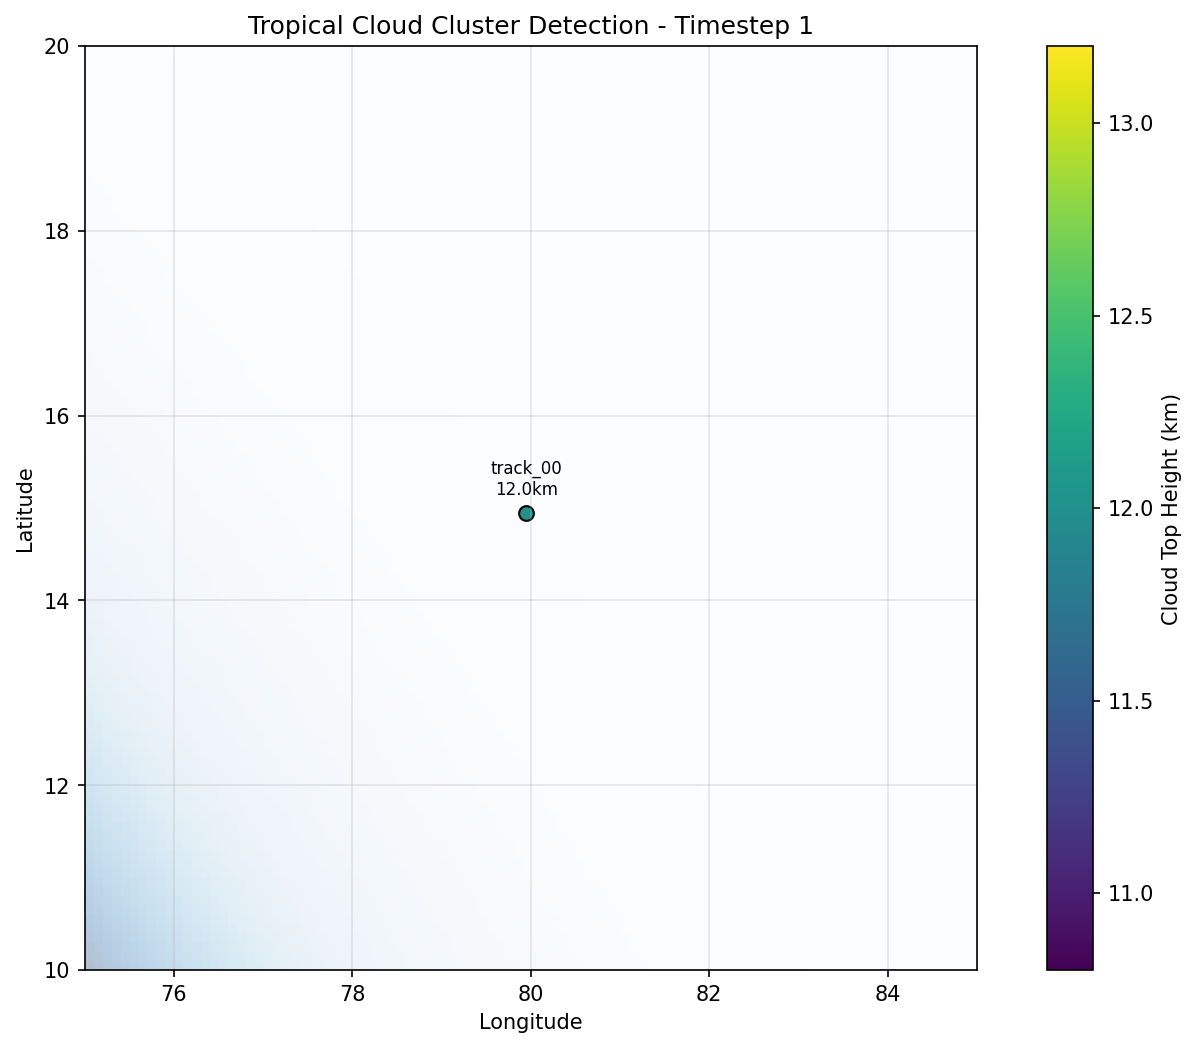 Tropical Cloud Cluster Detection - Timestep 1
20
18
16
14
12
10
Latitude
track_00
12.0km
76
78
80
82
84
Longitude
13.0
12.5
12.0
11.5
11.0
Cloud Top Height (km)